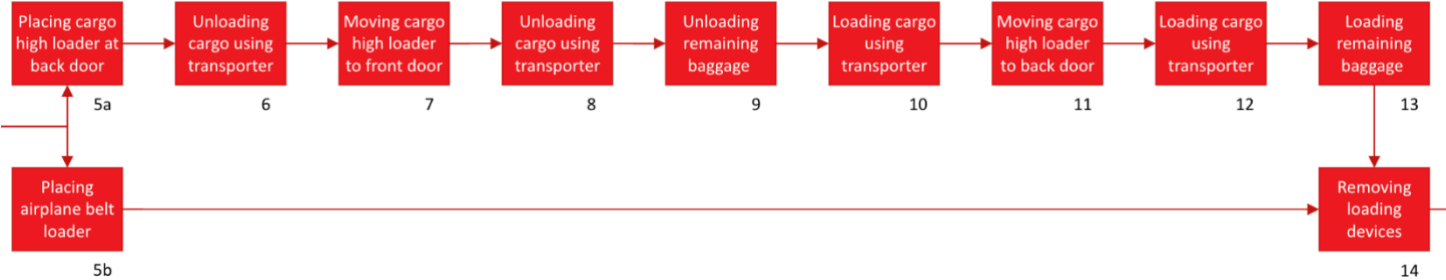 Placing cargo
high loader at
back door
5a
Unloading
cargo using
transporter
6
Moving cargo
high loader
to front door
7
Unloading
cargo using
transporter
8
Unloading
remaining
baggage
9
Loading cargo
using
transporter
10
Moving cargo
high loader
to back door
11
Loading cargo
using
transporter
12
Loading
remaining
baggage
13
Placing
airplane belt
loader
5b
Removing
loading
devices
14